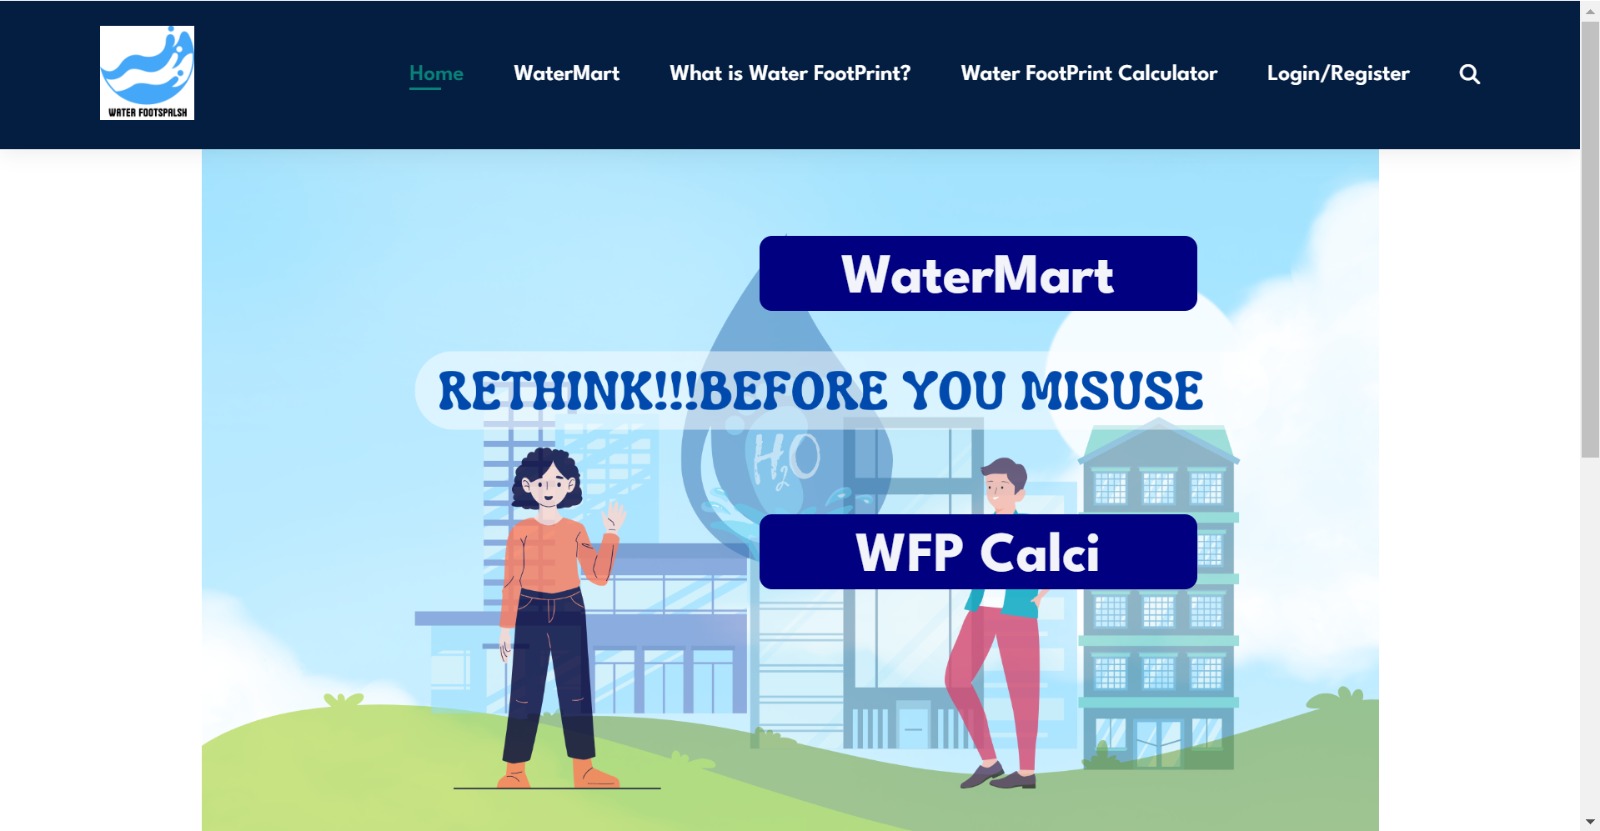 WATER FOOTSPALSH
Home WaterMart What is Water FootPrint? Water FootPrint Calculator Login/Register
WaterMart
RETHINK!!!BEFORE YOU MISUSE
H2O
WFP Calci